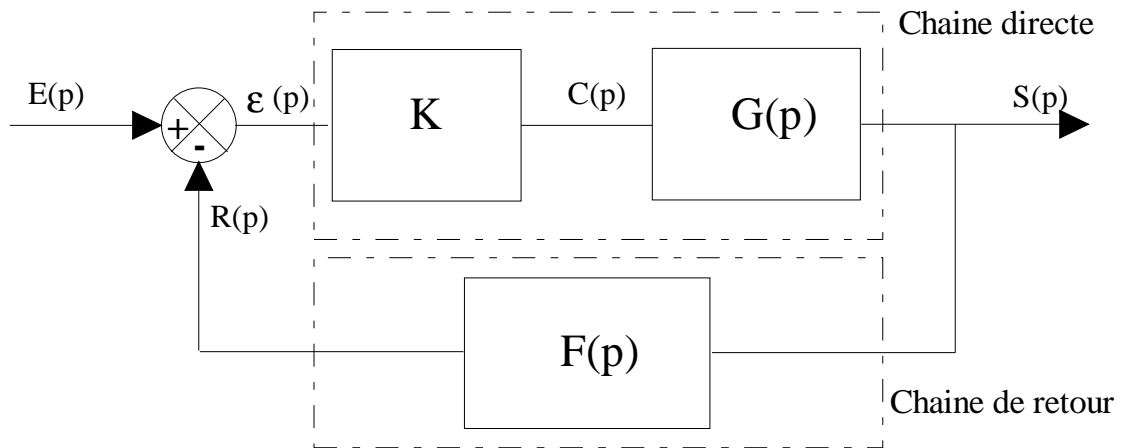 Chaine directe
E(p)
ε (p)
C(p)
S(p)
K
G(p)
+
-
R(p)
F(p)
Chaine de retour